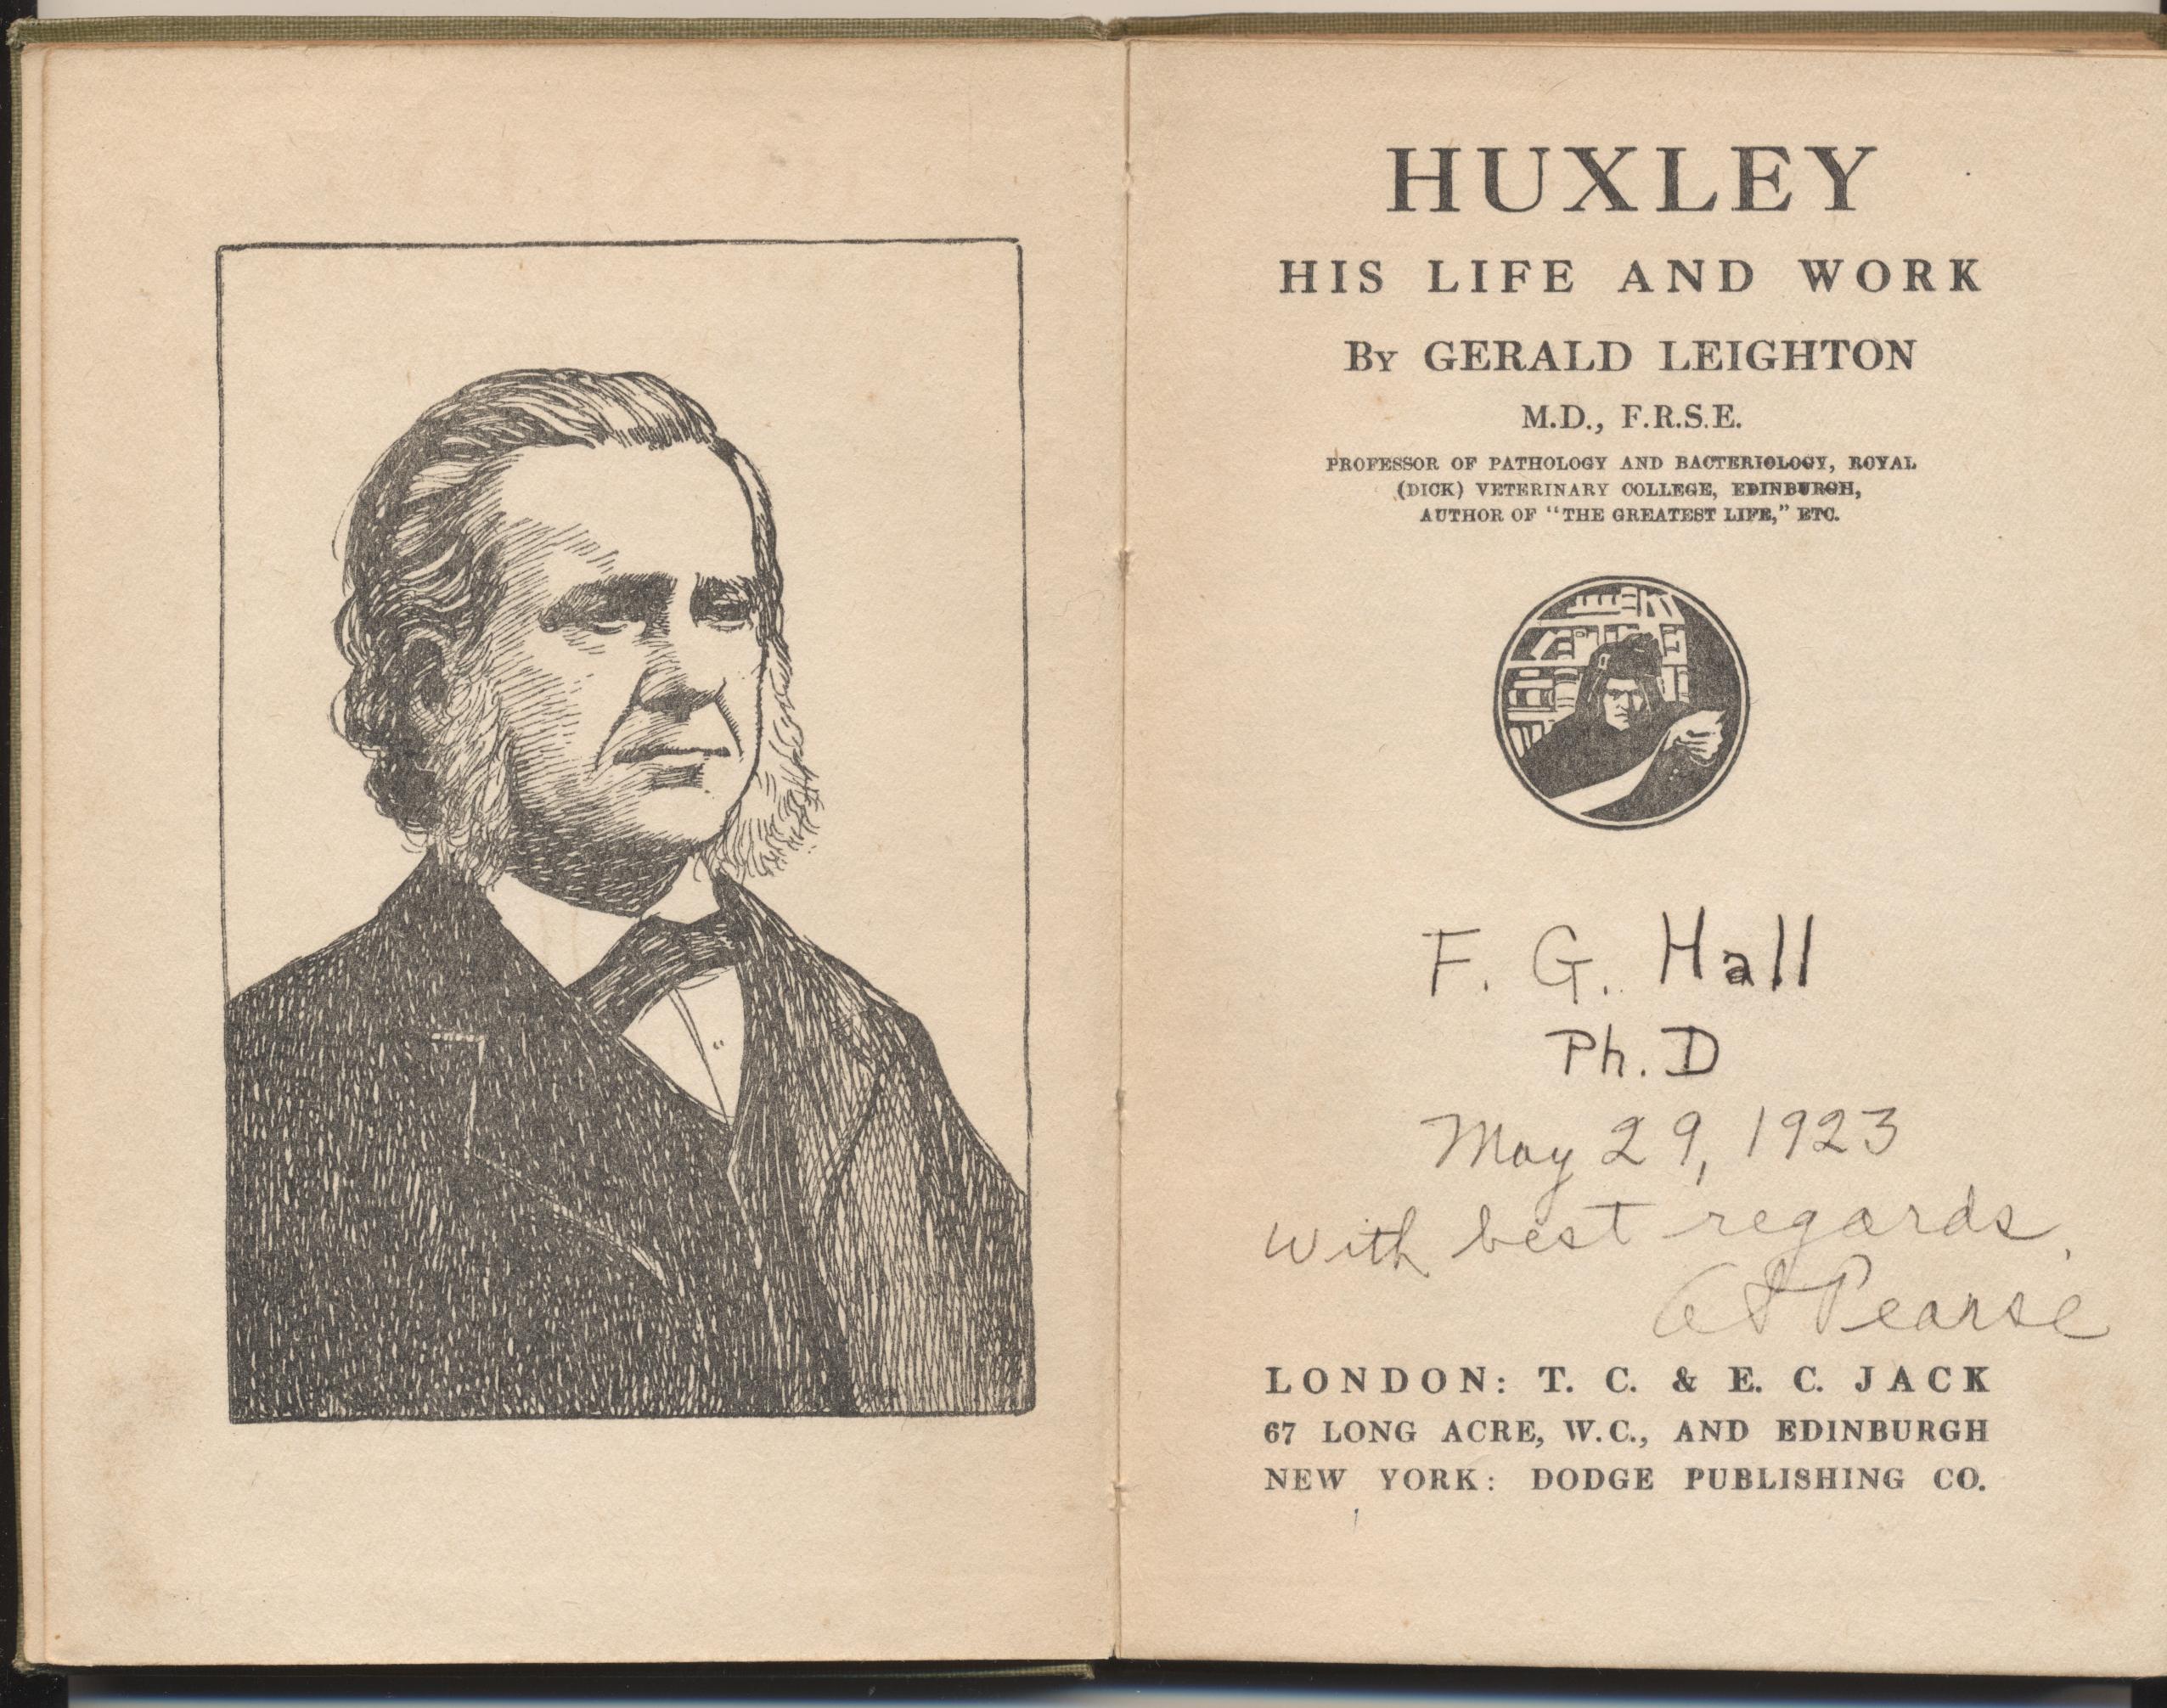 HUXLEY
HIS LIFE AND WORK
By GERALD LEIGHTON
M.D., F.R.S.E.
PROFESSOR OF PATHOLOGY AND BACTERIOLOGY, ROYAL
(DICK) VETERINARY COLLEGE, EDINBURGH,
AUTHOR OF “THE GREATEST LIFE,” ETC.
F. G. Hall
Ph. D
May 29, 1923
With best regards,
AS Pearse
LONDON: T. C. & E. C. JACK
67 LONG ACRE, W.C., AND EDINBURGH
NEW YORK: DODGE PUBLISHING CO.